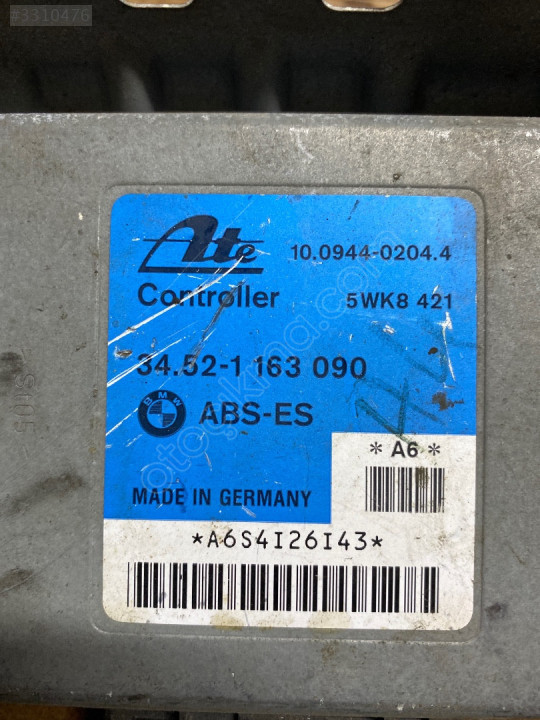 #3310476
Ate
10.0944-0204.4
Controller
5WK8 421
34.52-1 163 090
BMW
ABS-ES
*A6*
MADE IN GERMANY
*A6S4I26I43*